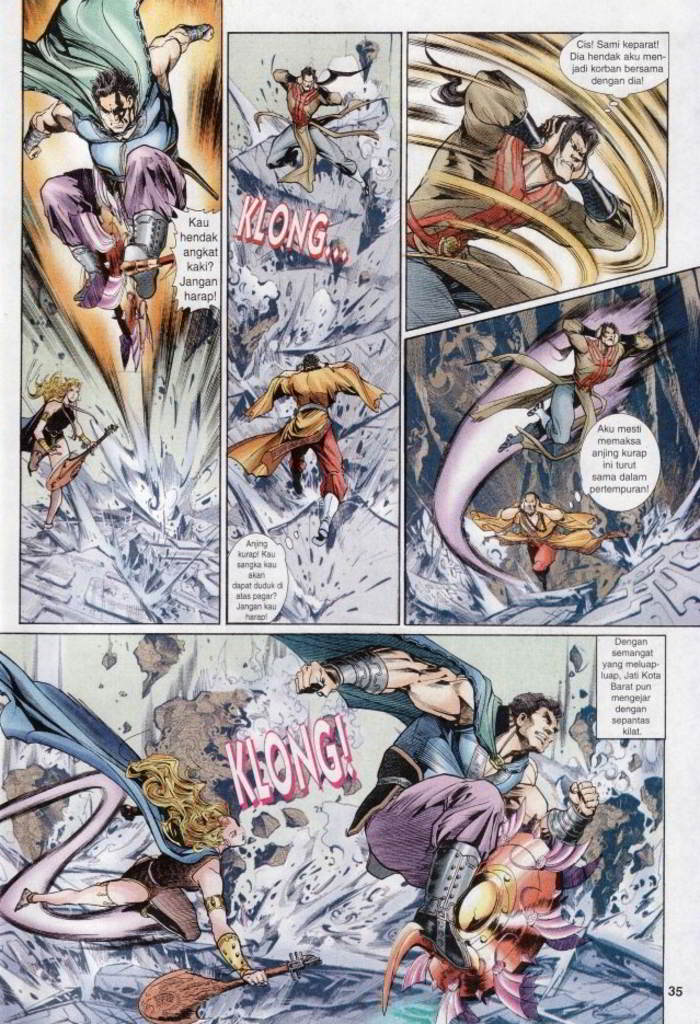 Kau
hendak
angkat
kaki?
Jangan
harap!
KLONG...
Anjing
kurap! Kau
sangka kau
akan
dapat duduk di
atas pagar?
Jangan kau
harap!
Cis! Sami keparat!
Dia hendak aku men-
jadi korban bersama
dengan dia!
Aku mesti
memaksa
anjing kurap
ini turut
sama dalam
pertempuran!
KLONG!
Dengan
semangat
yang meluap-
luap, Jati Kota
Barat pun
mengejar
dengan
sepantas
kilat.
35